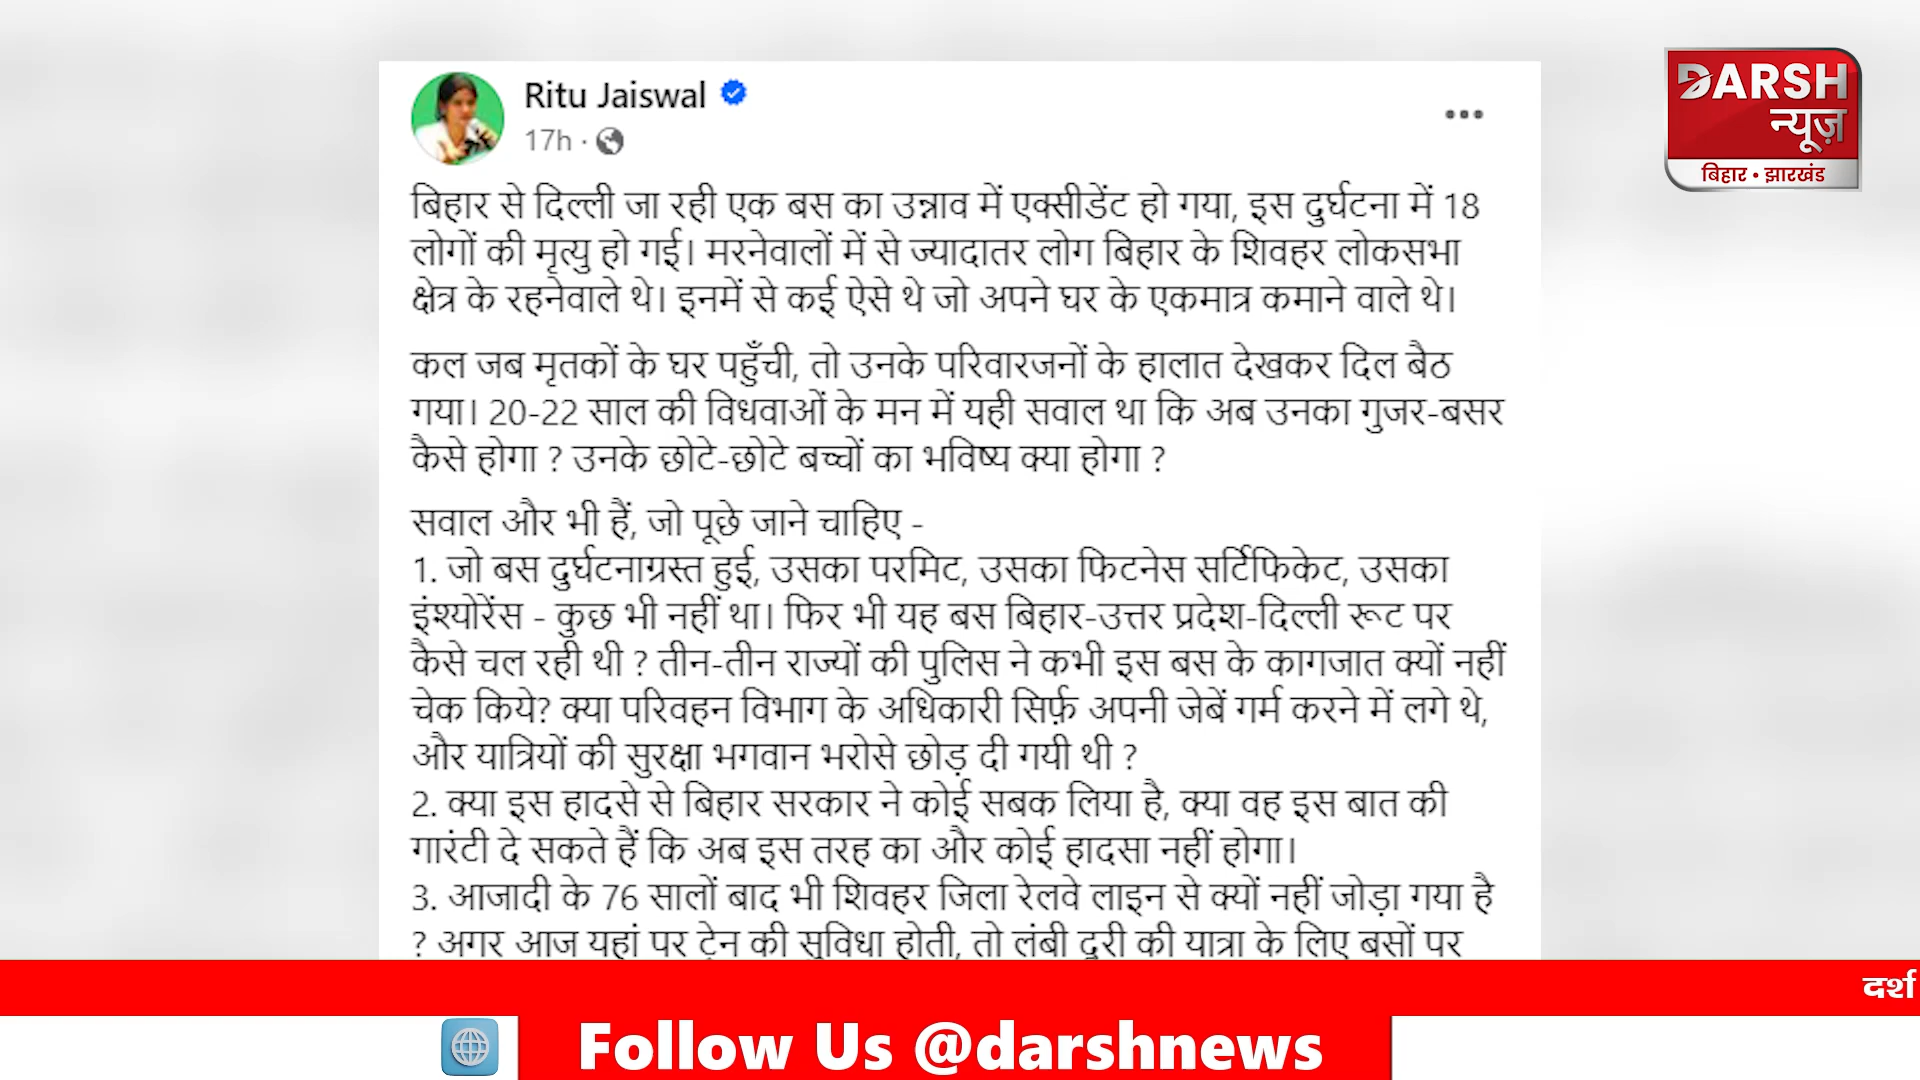 Ritu Jaiswal
17h ·
DARSH
न्यूज़
बिहार • झारखंड
बिहार से दिल्ली जा रही एक बस का उन्नाव में एक्सीडेंट हो गया, इस दुर्घटना में 18
लोगों की मृत्यु हो गई। मरनेवालों में से ज्यादातर लोग बिहार के शिवहर लोकसभा
क्षेत्र के रहनेवाले थे। इनमें से कई ऐसे थे जो अपने घर के एकमात्र कमाने वाले थे।
कल जब मृतकों के घर पहुँची, तो उनके परिवारजनों के हालात देखकर दिल बैठ
गया। 20-22 साल की विधवाओं के मन में यही सवाल था कि अब उनका गुजर-बसर
कैसे होगा ? उनके छोटे-छोटे बच्चों का भविष्य क्या होगा ?
सवाल और भी हैं, जो पूछे जाने चाहिए -
1. जो बस दुर्घटनाग्रस्त हुई, उसका परमिट, उसका फिटनेस सर्टिफिकेट, उसका
इंश्योरेंस - कुछ भी नहीं था। फिर भी यह बस बिहार-उत्तर प्रदेश-दिल्ली रूट पर
कैसे चल रही थी ? तीन-तीन राज्यों की पुलिस ने कभी इस बस के कागजात क्यों नहीं
चेक किये? क्या परिवहन विभाग के अधिकारी सिर्फ़ अपनी जेबें गर्म करने में लगे थे,
और यात्रियों की सुरक्षा भगवान भरोसे छोड़ दी गयी थी ?
2. क्या इस हादसे से बिहार सरकार ने कोई सबक लिया है, क्या वह इस बात की
गारंटी दे सकते हैं कि अब इस तरह का और कोई हादसा नहीं होगा।
3. आजादी के 76 सालों बाद भी शिवहर जिला रेलवे लाइन से क्यों नहीं जोड़ा गया है
? अगर आज यहां पर ट्रेन की सुविधा होती, तो लंबी दूरी की यात्रा के लिए बसों पर
दर्श
Follow Us @darshnews